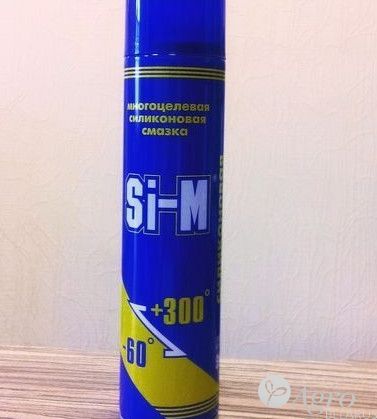 многоцелевая
силиконовая
смазка
Si-M
+300°
-60°